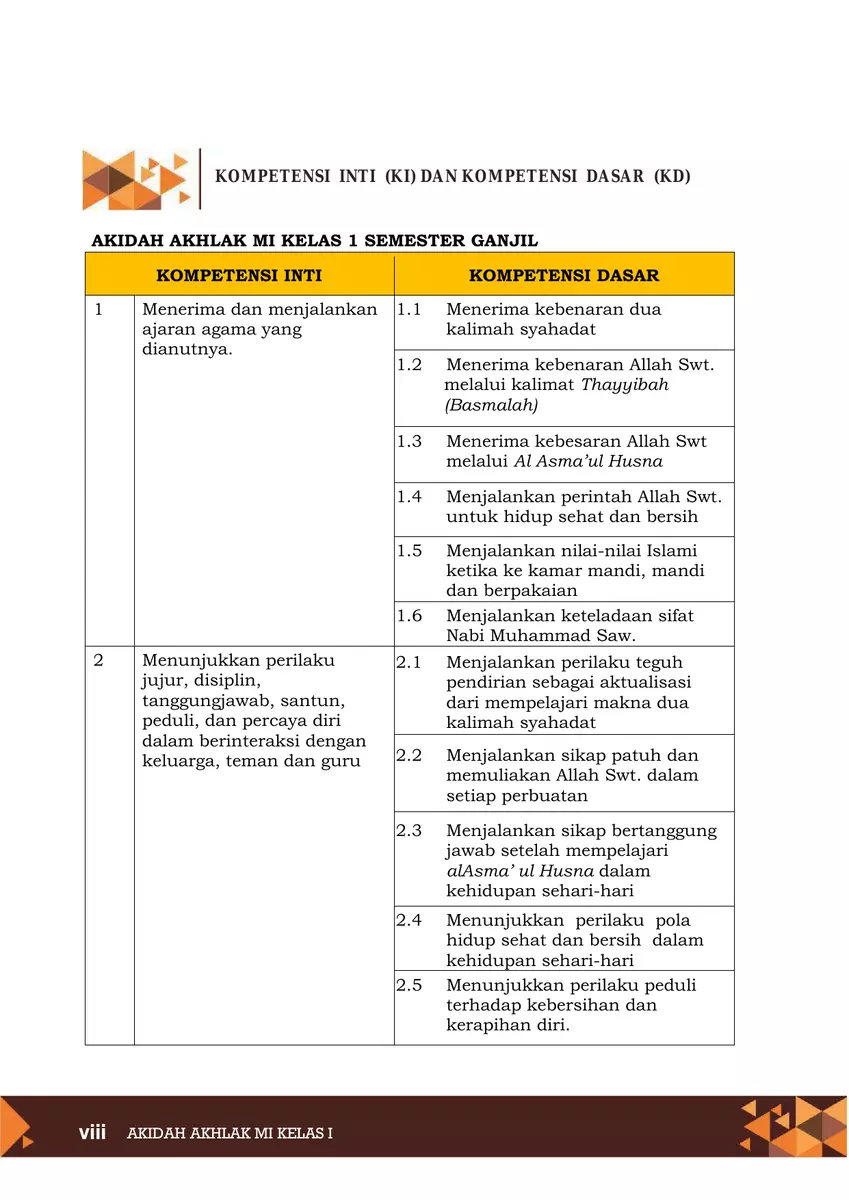 KOMPETENSI INTI (KI) DAN KOMPETENSI DASAR (KD)
AKIDAH AKHLAK MI KELAS 1 SEMESTER GANJIL
KOMPETENSI INTI
KOMPETENSI DASAR
1
Menerima dan menjalankan
ajaran agama yang
dianutnya.
1.1 Menerima kebenaran dua
kalimah syahadat
1.2 Menerima kebenaran Allah Swt.
melalui kalimat Thayyibah
(Basmalah)
1.3 Menerima kebesaran Allah Swt
melalui Al Asma’ul Husna
1.4 Menjalankan perintah Allah Swt.
untuk hidup sehat dan bersih
1.5 Menjalankan nilai-nilai Islami
ketika ke kamar mandi, mandi
dan berpakaian
1.6 Menjalankan keteladaan sifat
Nabi Muhammad Saw.
2
Menunjukkan perilaku
jujur, disiplin,
tanggungjawab, santun,
peduli, dan percaya diri
dalam berinteraksi dengan
keluarga, teman dan guru
2.1 Menjalankan perilaku teguh
pendirian sebagai aktualisasi
dari mempelajari makna dua
kalimah syahadat
2.2 Menjalankan sikap patuh dan
memuliakan Allah Swt. dalam
setiap perbuatan
2.3 Menjalankan sikap bertanggung
jawab setelah mempelajari
alAsma’ ul Husna dalam
kehidupan sehari-hari
2.4 Menunjukkan perilaku pola
hidup sehat dan bersih dalam
kehidupan sehari-hari
2.5 Menunjukkan perilaku peduli
terhadap kebersihan dan
kerapihan diri.
viii AKIDAH AKHLAK MI KELAS I